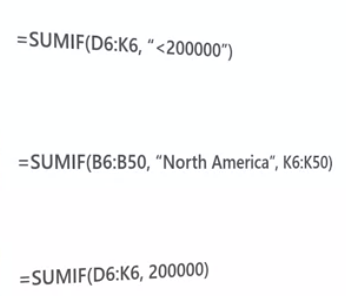 =SUMIF(D6:K6, “<200000”)
=SUMIF(B6:B50, “North America”, K6:K50)
=SUMIF(D6:K6, 200000)